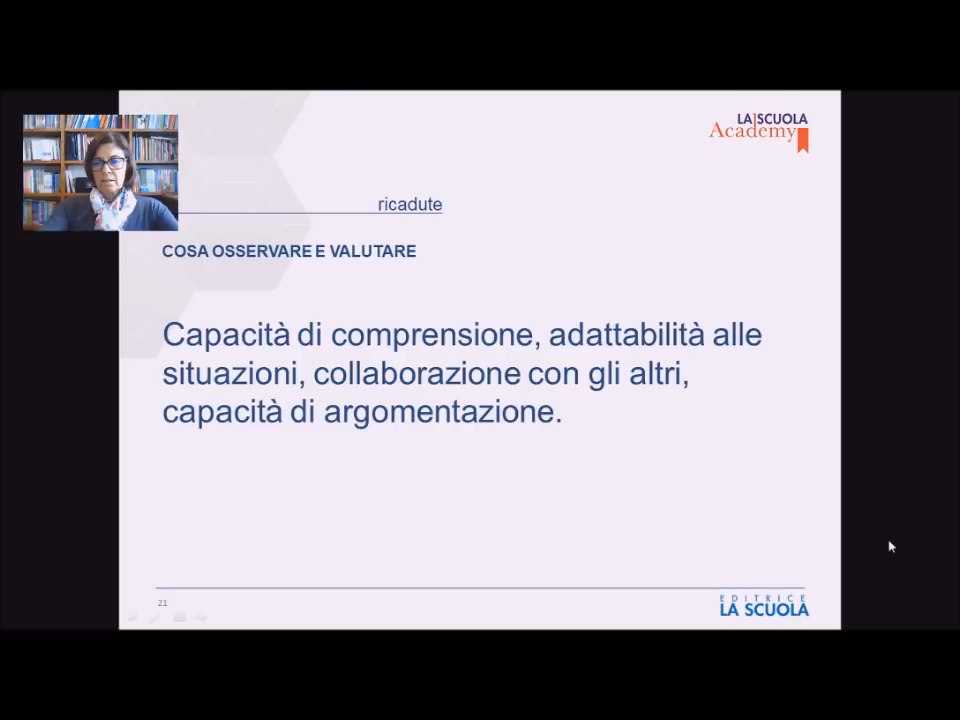 LA SCUOLA
Academy
ricadute
COSA OSSERVARE E VALUTARE
Capacità di comprensione, adattabilità alle
situazioni, collaborazione con gli altri,
capacità di argomentazione.
21
EDITRICE
LA SCUOLA